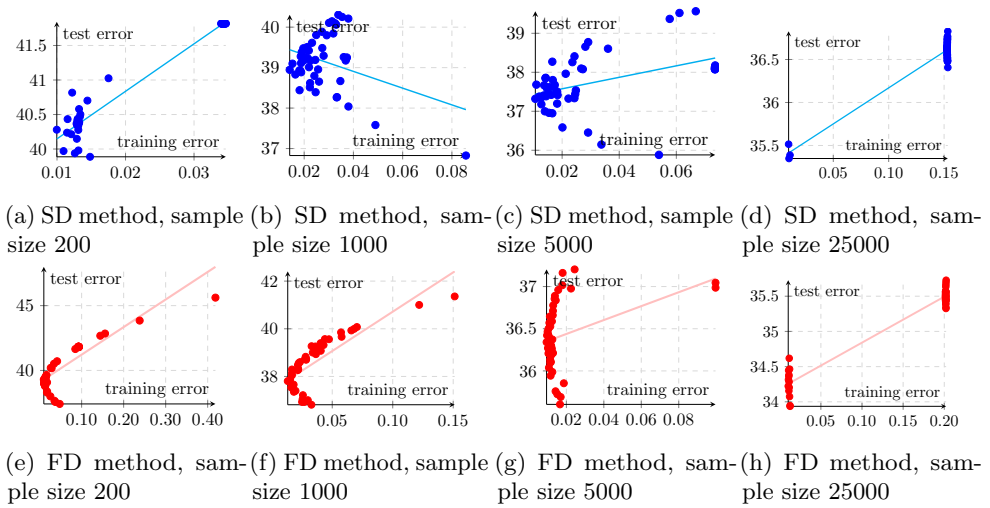 test error
41.5
41
40.5
40
training error
0.01 0.02 0.03
test error
40
39
38
37
training error
0.02 0.04 0.06 0.08
test error
39
38
37
36
training error
0.02 0.04 0.06
test error
36.5
36
35.5
training error
0.05 0.10 0.15
(a) SD method, sample
size 200
(b) SD method, sam-
ple size 1000
(c) SD method, sample
size 5000
(d) SD method, sam-
ple size 25000
test error
45
40
training error
0.10 0.20 0.30 0.40
test error
42
40
38
training error
0.05 0.10 0.15
test error
37
36.5
36
training error
0.02 0.04 0.06 0.08
test error
35.5
35
34.5
34
training error
0.05 0.10 0.15 0.20
(e) FD method, sam-
ple size 200
(f) FD method, sample
size 1000
(g) FD method, sam-
ple size 5000
(h) FD method, sam-
ple size 25000